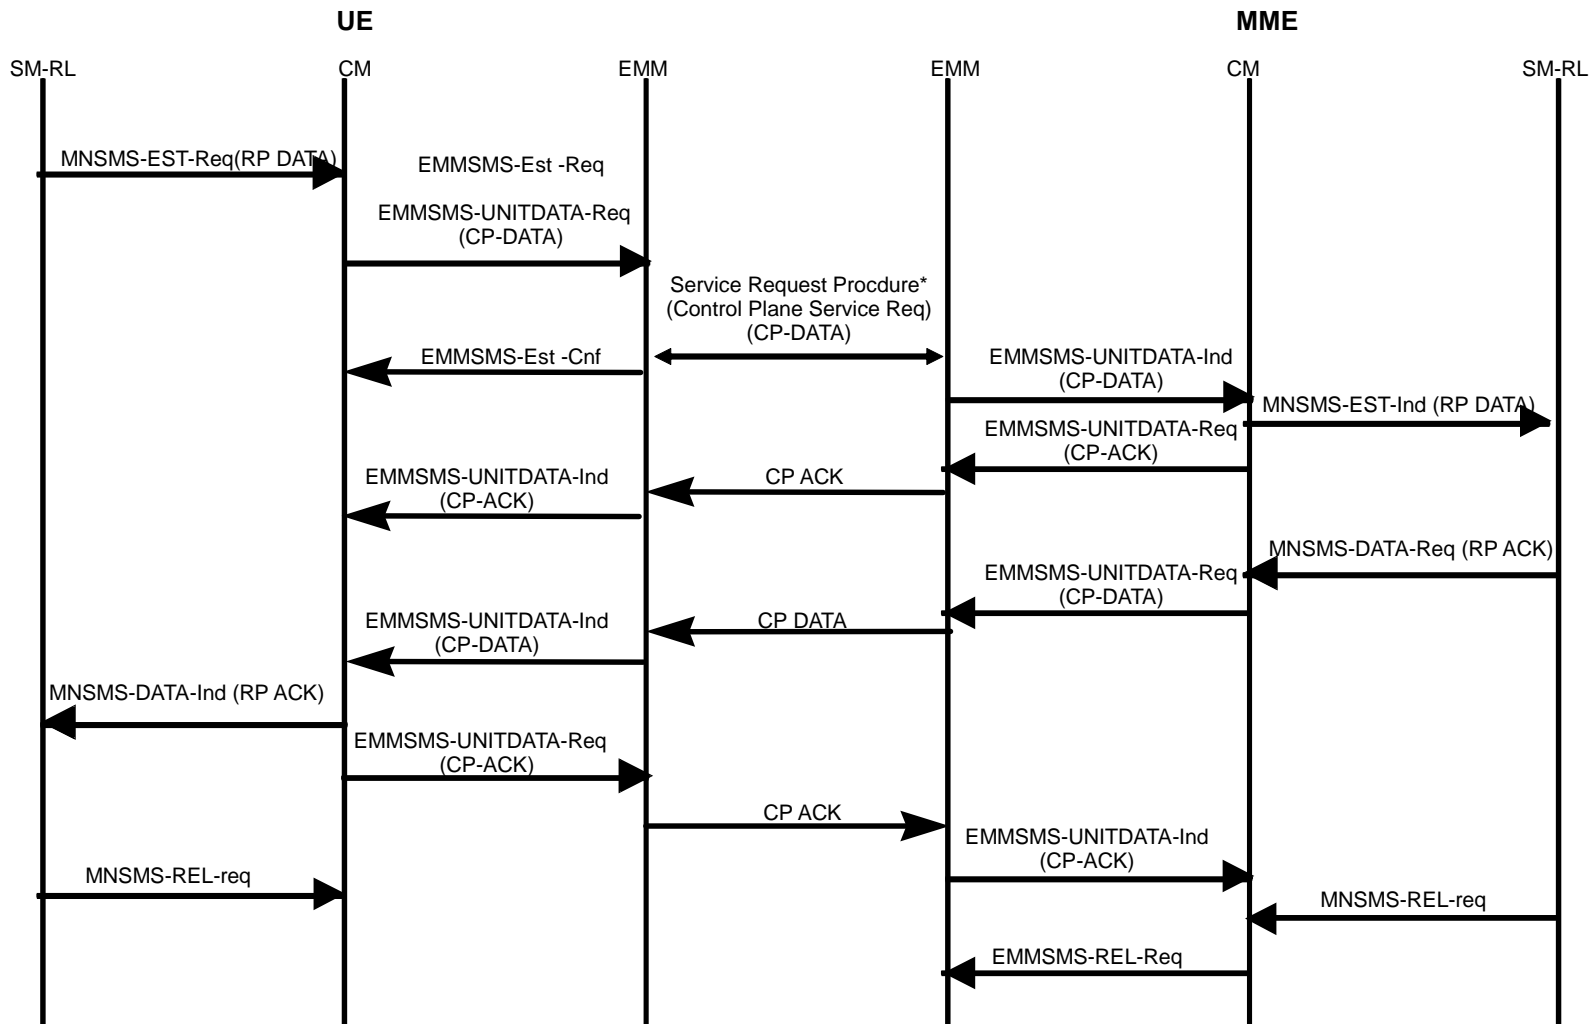 UE
MME
SM-RL
CM
EMM
EMM
CM
SM-RL
MNSMS-EST-Req(RP DATA)
EMMSMS-Est -Req
EMMSMS-UNITDATA-Req
(CP-DATA)
Service Request Procdure*
(Control Plane Service Req)
(CP-DATA)
EMMSMS-Est -Cnf
EMMSMS-UNITDATA-Ind
(CP-DATA)
MNSMS-EST-Ind (RP DATA)
EMMSMS-UNITDATA-Req
(CP-ACK)
CP ACK
EMMSMS-UNITDATA-Ind
(CP-ACK)
MNSMS-DATA-Req (RP ACK)
EMMSMS-UNITDATA-Req
(CP-DATA)
CP DATA
EMMSMS-UNITDATA-Ind
(CP-DATA)
MNSMS-DATA-Ind (RP ACK)
EMMSMS-UNITDATA-Req
(CP-ACK)
CP ACK
EMMSMS-UNITDATA-Ind
(CP-ACK)
MNSMS-REL-req
MNSMS-REL-req
EMMSMS-REL-Req